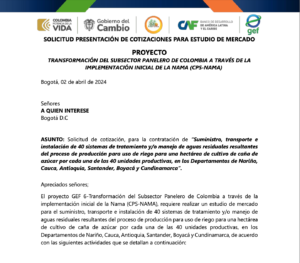 COLOMBIA
POTENCIA DE LA
VIDA
Gobierno del
Cambio
CAF
BANCO DE DESARROLLO
DE AMÉRICA LATINA
Y EL CARIBE
gef
SOLICITUD PRESENTACIÓN DE COTIZACIONES PARA ESTUDIO DE MERCADO
PROYECTO
TRANSFORMACIÓN DEL SUBSECTOR PANELERO DE COLOMBIA A TRAVÉS DE LA
IMPLEMENTACIÓN INICIAL DE LA NAMA (CPS-NAMA)
Bogotá, 02 de abril de 2024
Señores
A QUIEN INTERESE
Bogotá D.C
ASUNTO: Solicitud de cotización, para la contratación de "Suministro, transporte e
instalación de 40 sistemas de tratamiento y/o manejo de aguas residuales resultantes
del proceso de producción para uso de riego para una hectárea de cultivo de caña de
azúcar por cada una de las 40 unidades productivas, en los Departamentos de Nariño,
Cauca, Antioquia, Santander, Boyacá y Cundinamarca".
Apreciados señores;
El proyecto GEF 6-Transformación del Subsector Panelero de Colombia a través de la
implementación inicial de la Nama (CPS-NAMA), requiere realizar un estudio de mercado
para el suministro, transporte e instalación de 40 sistemas de tratamiento y/o manejo de
aguas residuales resultantes del proceso de producción para uso de riego para una hectárea
de cultivo de caña de azúcar por cada una de las 40 unidades productivas, en los
Departamentos de Nariño, Cauca, Antioquia, Santander, Boyacá y Cundinamarca, de
acuerdo con las siguientes actividades que se detallan a continuación: